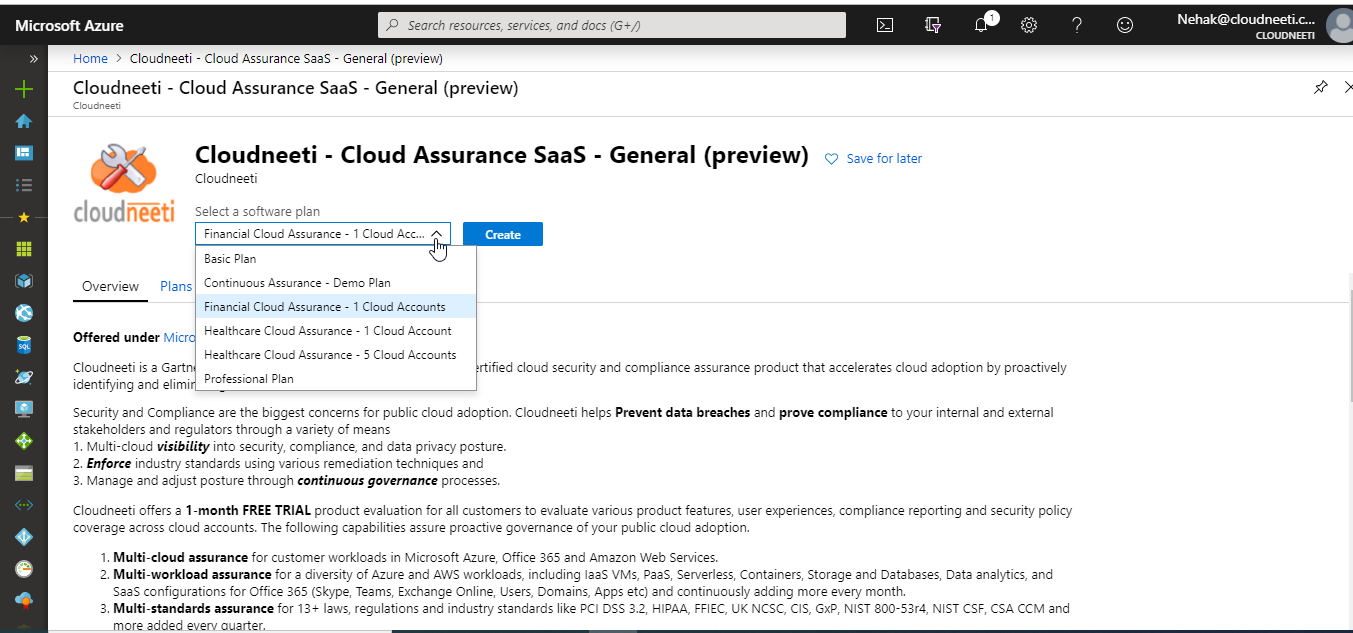 Microsoft Azure
Search resources, services, and docs (G+/)
1
Nehak@cloudneeti.c...
CLOUDNEETI
Home > Cloudneeti - Cloud Assurance SaaS - General (preview)
Cloudneeti - Cloud Assurance SaaS - General (preview)
Cloudneeti
cloudneeti
Cloudneeti - Cloud Assurance SaaS - General (preview)
Save for later
Cloudneeti
Select a software plan
Financial Cloud Assurance - 1 Cloud Acc...
Create
Basic Plan
Continuous Assurance - Demo Plan
Financial Cloud Assurance - 1 Cloud Accounts
Healthcare Cloud Assurance - 1 Cloud Account
Healthcare Cloud Assurance - 5 Cloud Accounts
Professional Plan
Overview Plans
Offered under Micro
Cloudneeti is a Gartne ertified cloud security and compliance assurance product that accelerates cloud adoption by proactively
identifying and elimin
Security and Compliance are the biggest concerns for public cloud adoption. Cloudneeti helps Prevent data breaches and prove compliance to your internal and external
stakeholders and regulators through a variety of means
1. Multi-cloud visibility into security, compliance, and data privacy posture.
2. Enforce industry standards using various remediation techniques and
3. Manage and adjust posture through continuous governance processes.
Cloudneeti offers a 1-month FREE TRIAL product evaluation for all customers to evaluate various product features, user experiences, compliance reporting and security policy
coverage across cloud accounts. The following capabilities assure proactive governance of your public cloud adoption.
1. Multi-cloud assurance for customer workloads in Microsoft Azure, Office 365 and Amazon Web Services.
2. Multi-workload assurance for a diversity of Azure and AWS workloads, including IaaS VMs, PaaS, Serverless, Containers, Storage and Databases, Data analytics, and
SaaS configurations for Office 365 (Skype, Teams, Exchange Online, Users, Domains, Apps etc) and continuously adding more every month.
3. Multi-standards assurance for 13+ laws, regulations and industry standards like PCI DSS 3.2, HIPAA, FFIEC, UK NCSC, CIS, GxP, NIST 800-53r4, NIST CSF, CSA CCM and
more added every quarter.